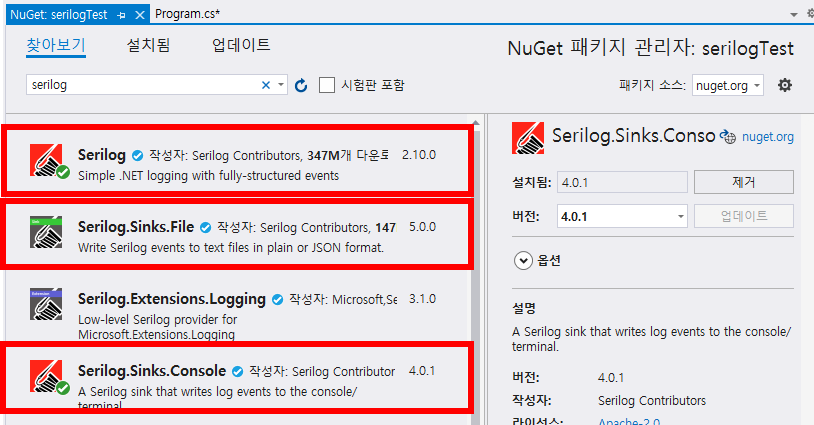 NuGet: serilogTest
Program.cs*
찾아보기 설치됨 업데이트
NuGet 패키지 관리자: serilogTest
serilog
시험판 포함
패키지 소스: nuget.org
Serilog 작성자: Serilog Contributors, 347M개 다운로드 2.10.0
Simple .NET logging with fully-structured events
Serilog.Sinks.File 작성자: Serilog Contributors, 147 5.0.0
Write Serilog events to text files in plain or JSON format.
Serilog.Extensions.Logging 작성자: Microsoft,Se 3.1.0
Low-level Serilog provider for
Microsoft.Extensions.Logging
Serilog.Sinks.Console 작성자: Serilog Contributor 4.0.1
A Serilog sink that writes log events to the console/
terminal.
Serilog.Sinks.Conso nuget.org
설치됨: 4.0.1 제거
버전: 4.0.1 업데이트
옵션
설명
A Serilog sink that writes log events to the console/
terminal.
버전: 4.0.1
작성자: Serilog Contributors
라이선스: Apache-2.0